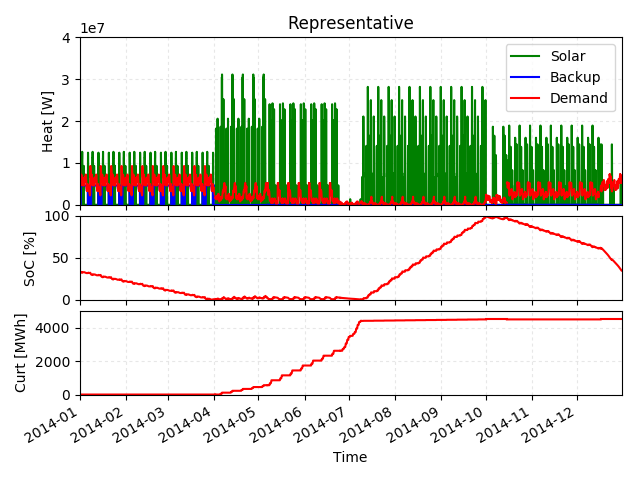 Representative
1e7
4
3
2
1
0
Heat [W]
Solar
Backup
Demand
100
50
0
SoC [%]
4000
2000
0
Curt [MWh]
2014-01
2014-02
2014-03
2014-04
2014-05
2014-06
2014-07
2014-08
2014-09
2014-10
2014-11
2014-12
Time